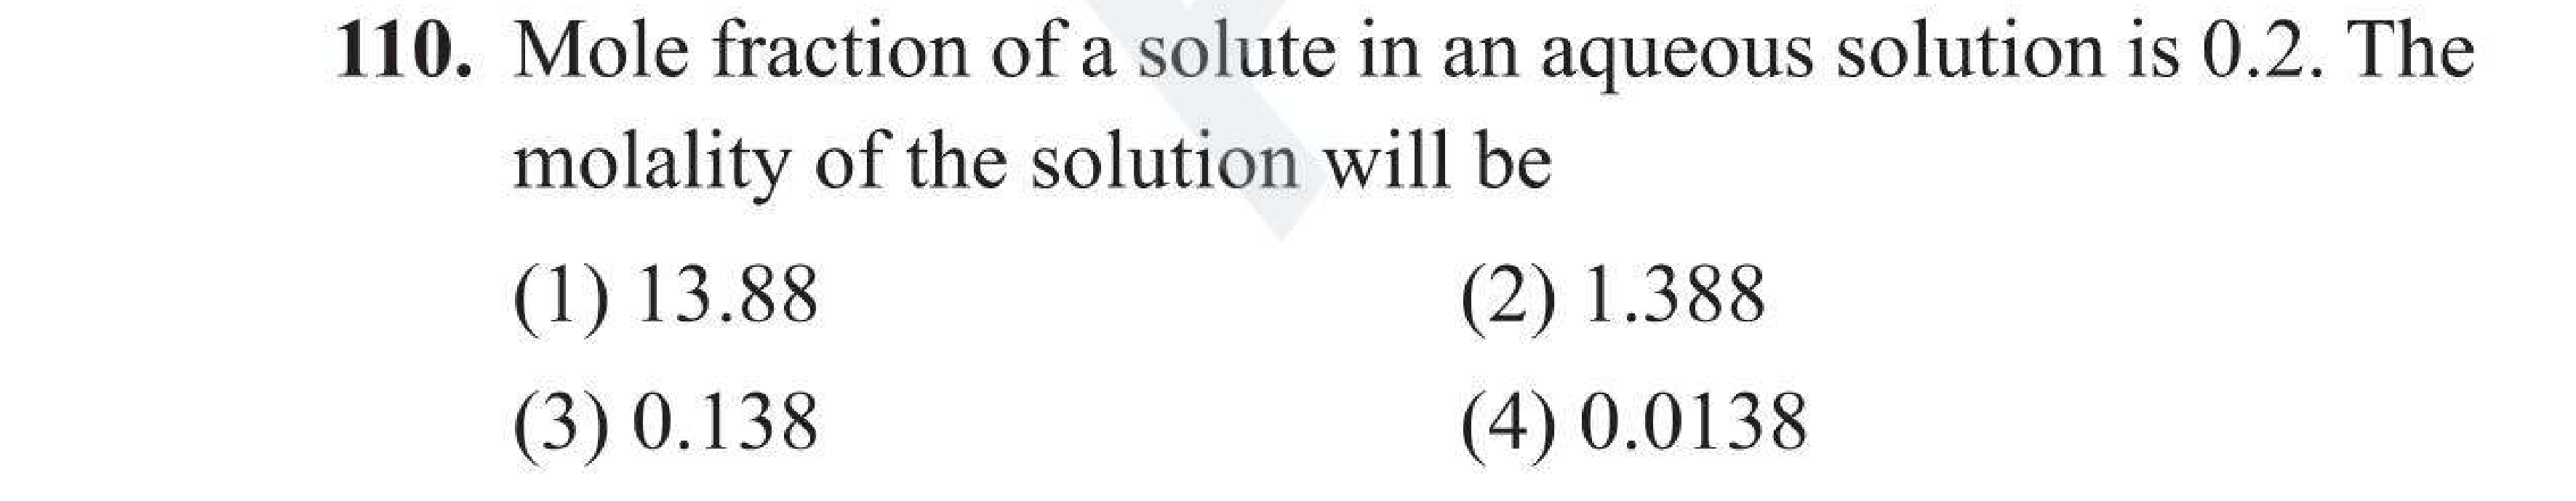 110. Mole fraction of a solute in an aqueous solution is 0.2. The
molality of the solution will be
(1) 13.88 (2) 1.388
(3) 0.138 (4) 0.0138